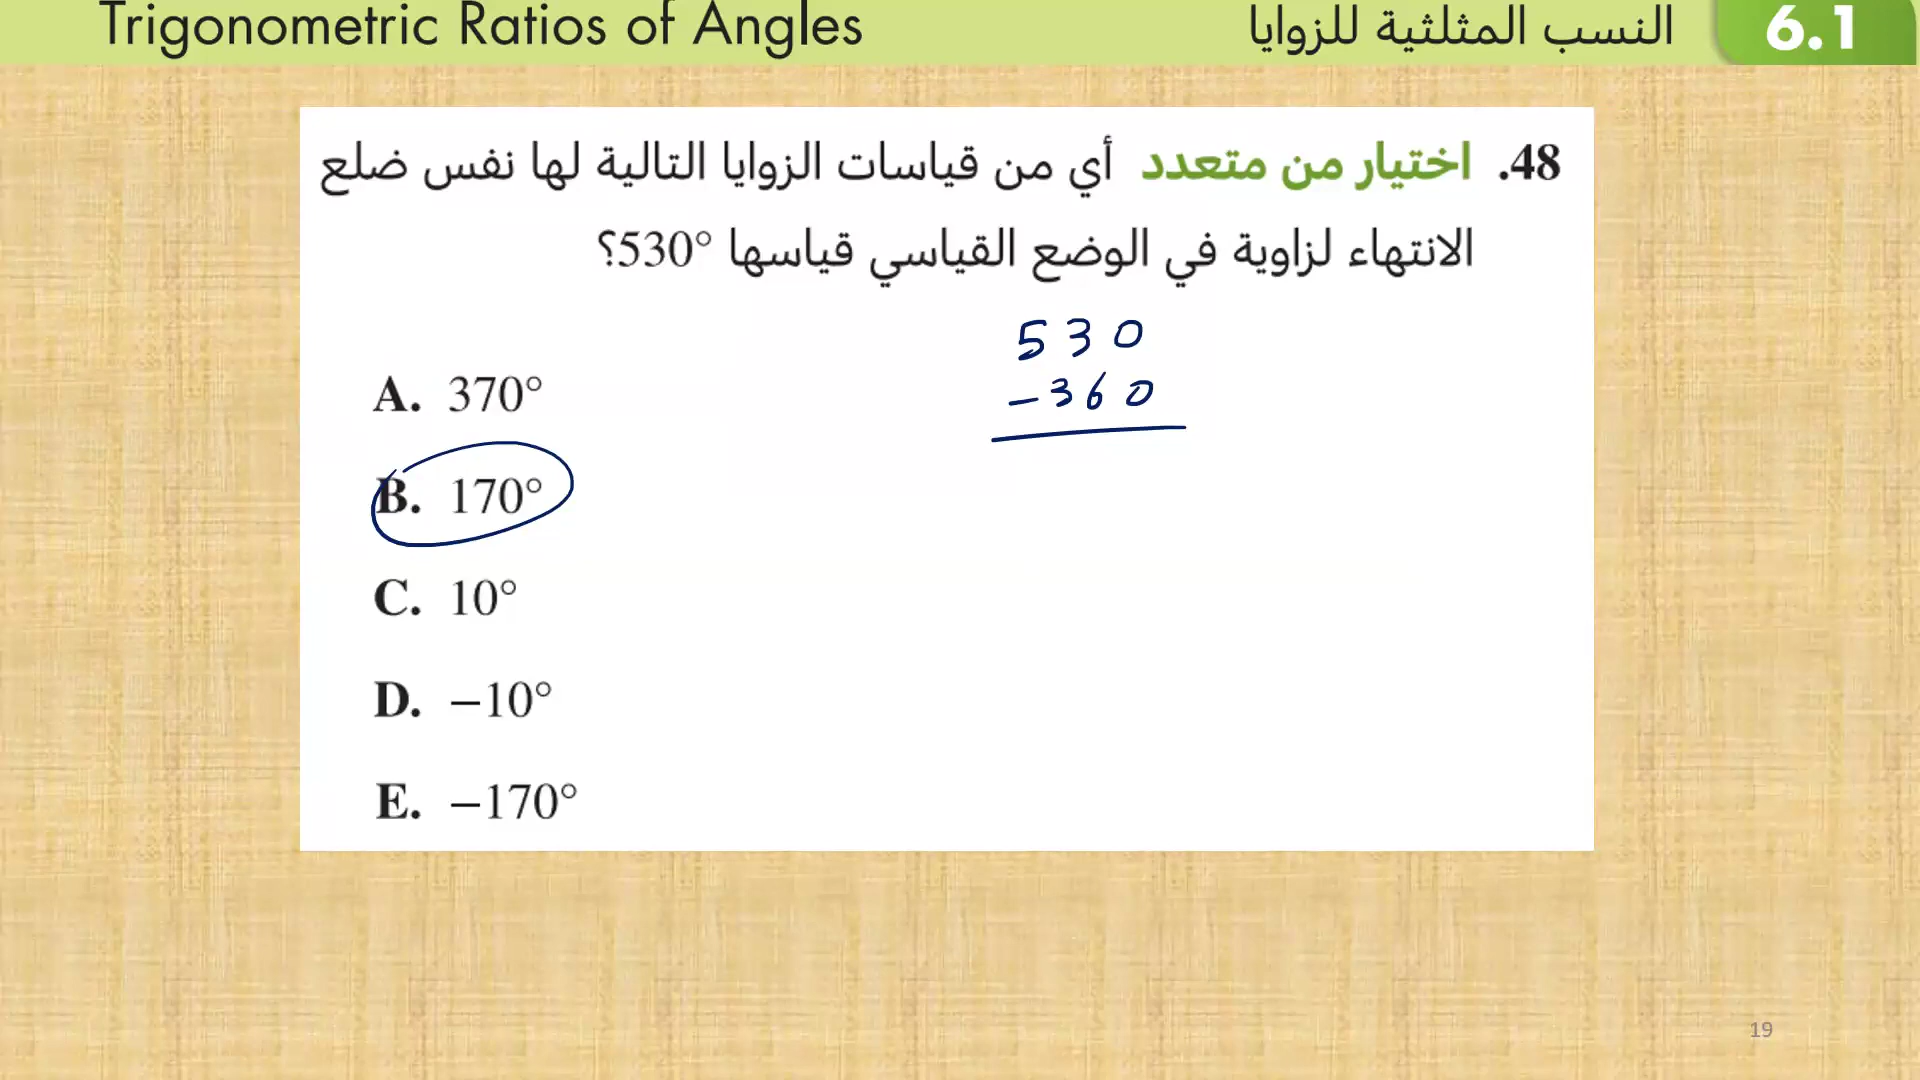 Trigonometric Ratios of Angles
النسب المثلثية للزوايا 6.1
48. اختيار من متعدد أي من قياسات الزوايا التالية لها نفس ضلع
الانتهاء لزاوية في الوضع القياسي قياسها 530°؟
530
-360
A. 370°
B. 170°
C. 10°
D. −10°
E. −170°
19